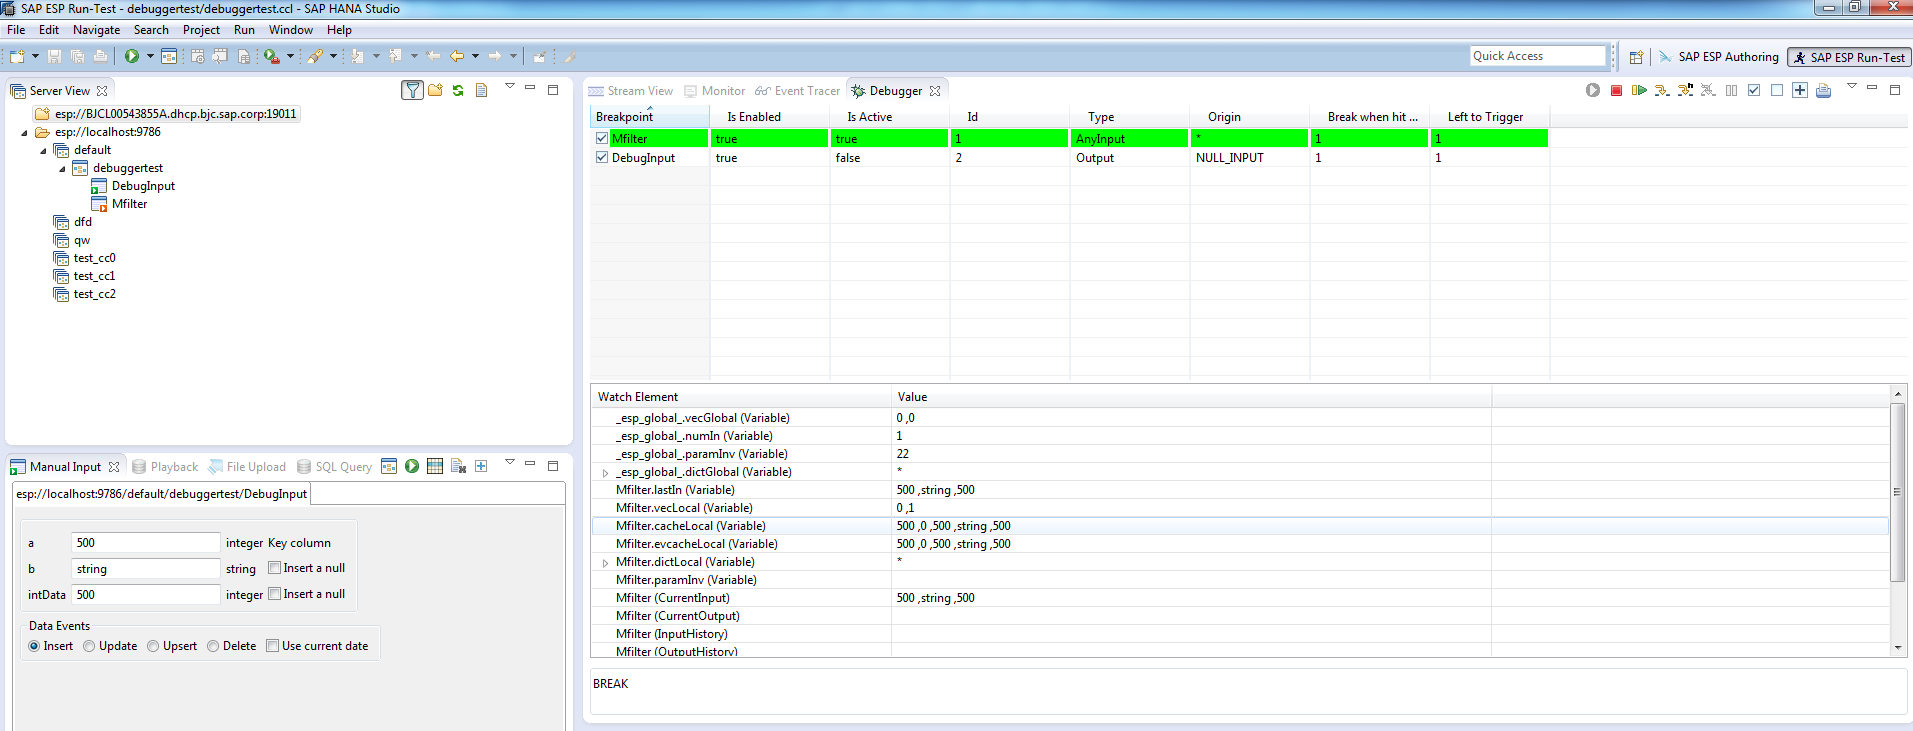 SAP ESP Run-Test - debuggertest/debuggertest.ccl - SAP HANA Studio
File Edit Navigate Search Project Run Window Help
Quick Access SAP ESP Authoring SAP ESP Run-Test
Server View
esp://BJCL00543855A.dhcp.bjc.sap.corp:19011
esp://localhost:9786
default
debuggertest
DebugInput
Mfilter
dfd
qw
test_cc0
test_cc1
test_cc2
Manual Input Playback File Upload SQL Query
esp://localhost:9786/default/debuggertest/DebugInput
a 500 integer Key column
b string string Insert a null
intData 500 integer Insert a null
Data Events
Insert Update Upsert Delete Use current date
Stream View Monitor Event Tracer Debugger
Breakpoint Is Enabled Is Active Id Type Origin Break when hit ... Left to Trigger
Mfilter true true 1 AnyInput * 1 1
DebugInput true false 2 Output NULL_INPUT 1 1
Watch Element Value
_esp_global_.vecGlobal (Variable) 0 ,0
_esp_global_.numIn (Variable) 1
_esp_global_.paramInv (Variable) 22
_esp_global_.dictGlobal (Variable) *
Mfilter.lastIn (Variable) 500 ,string ,500
Mfilter.vecLocal (Variable) 0 ,1
Mfilter.cacheLocal (Variable) 500 ,0 ,500 ,string ,500
Mfilter.evcacheLocal (Variable) 500 ,0 ,500 ,string ,500
Mfilter.dictLocal (Variable) *
Mfilter.paramInv (Variable)
Mfilter (CurrentInput) 500 ,string ,500
Mfilter (CurrentOutput)
Mfilter (InputHistory)
Mfilter (OutputHistory)
BREAK